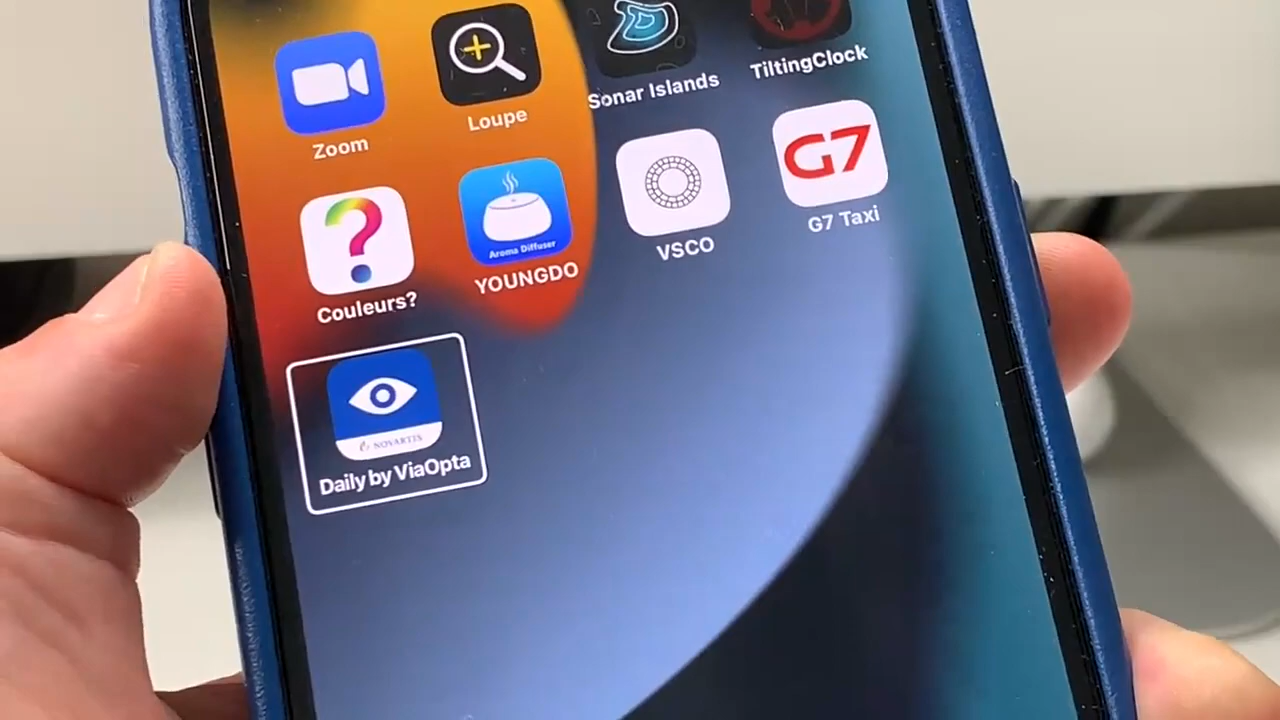 Sonar Islands
TiltingClock
Zoom
Loupe
G7
Aroma Diffuser
Couleurs?
YOUNGDO
VSCO
G7 Taxi
NOVARTIS
Daily by ViaOpta